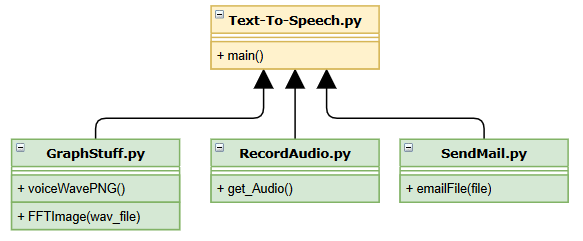 Text-To-Speech.py
+ main()
GraphStuff.py
+ voiceWavePNG()
+ FFTImage(wav_file)
RecordAudio.py
+ get_Audio()
SendMail.py
+ emailFile(file)